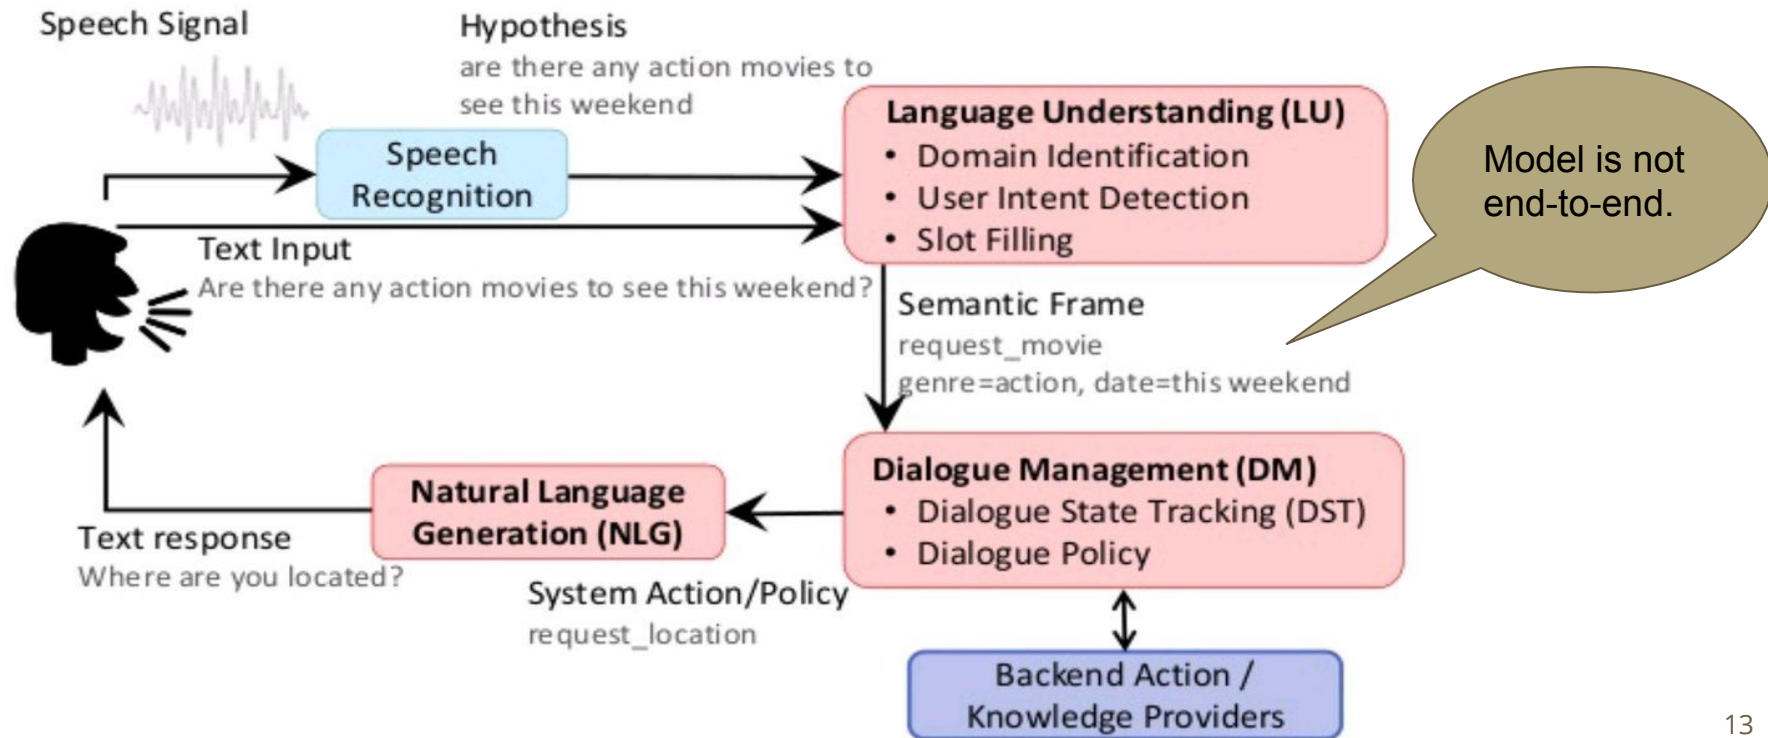 Speech Signal
Hypothesis
are there any action movies to
see this weekend
Speech
Recognition
Language Understanding (LU)
• Domain Identification
• User Intent Detection
• Slot Filling
Model is not
end-to-end.
Text Input
Are there any action movies to see this weekend?
Semantic Frame
request_movie
genre=action, date=this weekend
Dialogue Management (DM)
• Dialogue State Tracking (DST)
• Dialogue Policy
Natural Language
Generation (NLG)
Text response
Where are you located?
System Action/Policy
request_location
Backend Action /
Knowledge Providers
13